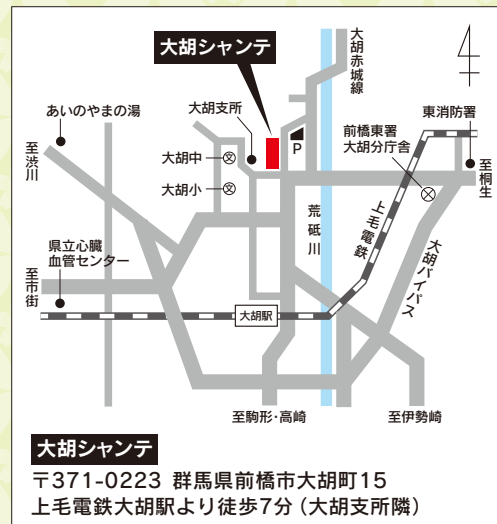 大胡シャンテ
大胡赤城線
あいのやまの湯
大胡支所
東消防署
前橋東署
大胡分庁舎
P
至渋川
大胡中
文
大胡小
文
至桐生
荒砥川
上毛電鉄
大胡バイパス
県立心臓
血管センター
至市街
大胡駅
至駒形・高崎
至伊勢崎
大胡シャンテ
〒371-0223 群馬県前橋市大胡町15
上毛電鉄大胡駅より徒歩7分(大胡支所隣)